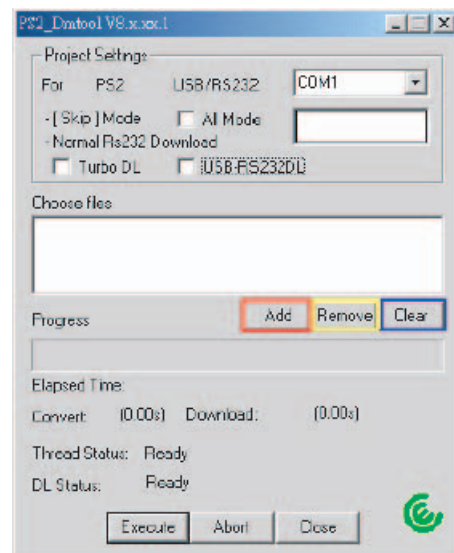 PS2_Dmtool V8.x.xx.1
Project Settings
For PS2 USB/RS232 COM1
- [ Skip ] Mode All Mode
- Normal Rs232 Download
Turbo DL USB-RS232DL
Choose files
Progress Add Remove Clear
Elapsed Time:
Convert: (0.00s) Download: (0.00s)
Thread Status: Ready
DL Status: Ready
Execute Abort Close